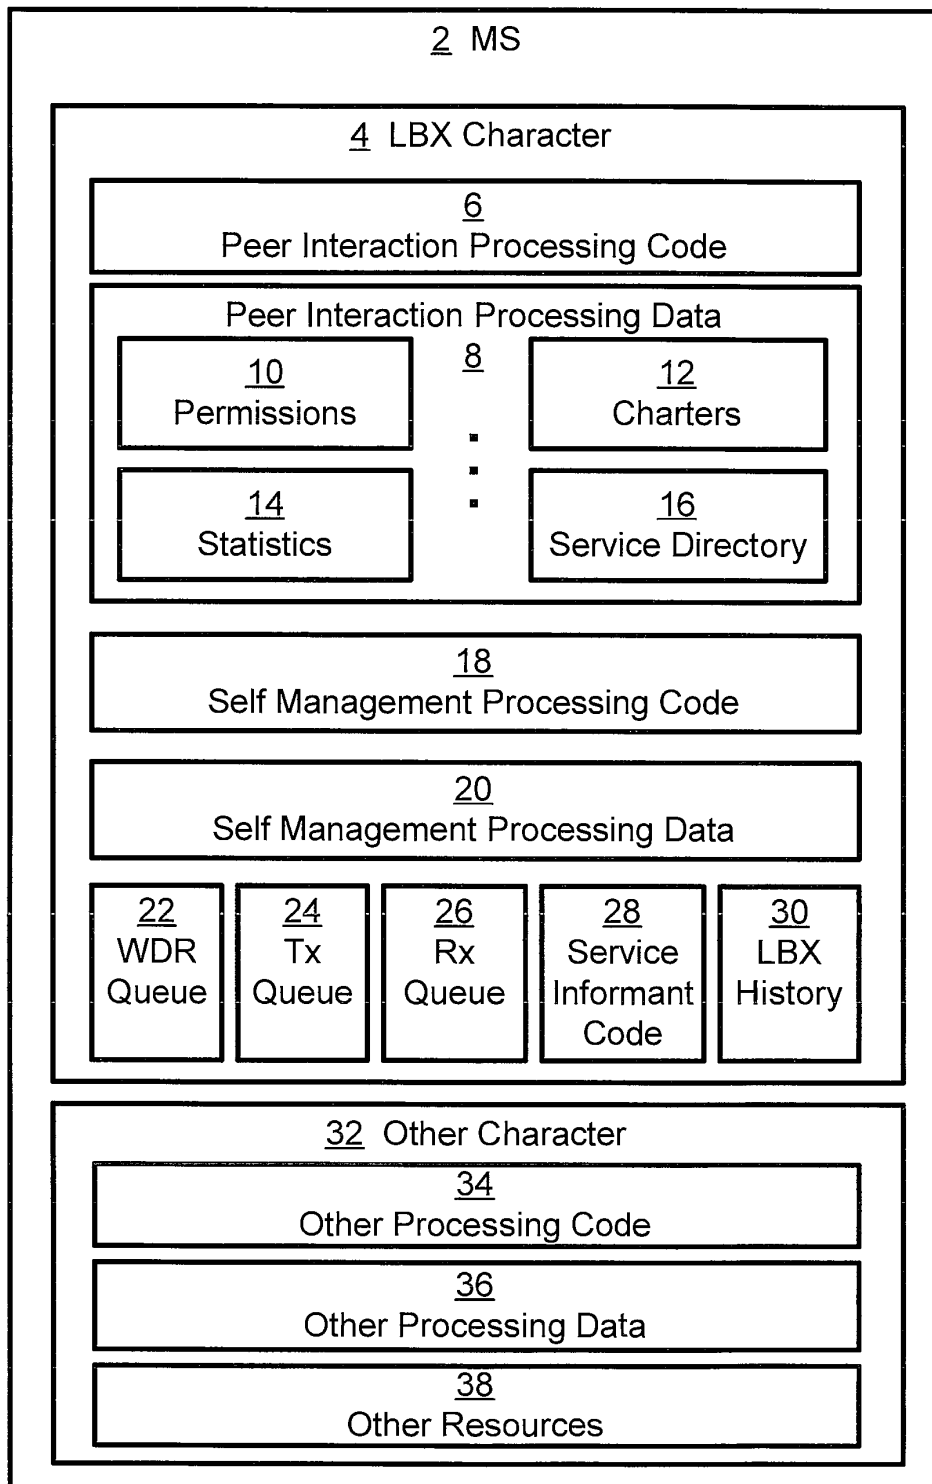 2 MS
4 LBX Character
6
Peer Interaction Processing Code
Peer Interaction Processing Data
8
10
Permissions
12
Charters
14
Statistics
16
Service Directory
18
Self Management Processing Code
20
Self Management Processing Data
22
WDR
Queue
24
Tx
Queue
26
Rx
Queue
28
Service
Informant
Code
30
LBX
History
32 Other Character
34
Other Processing Code
36
Other Processing Data
38
Other Resources